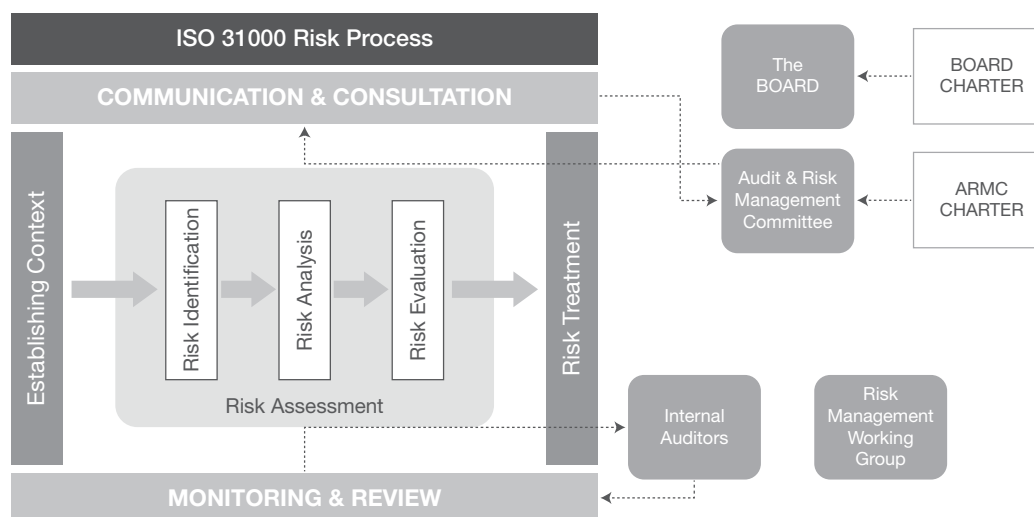 ISO 31000 Risk Process
COMMUNICATION & CONSULTATION
Establishing Context
Risk Identification
Risk Analysis
Risk Evaluation
Risk Assessment
Risk Treatment
MONITORING & REVIEW
The
BOARD
BOARD
CHARTER
Audit & Risk
Management
Committee
ARMC
CHARTER
Internal
Auditors
Risk
Management
Working
Group